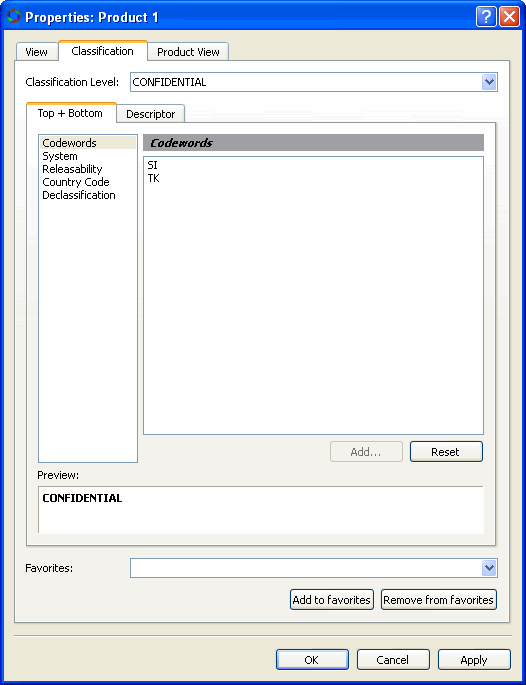 Properties: Product 1
View Classification Product View
Classification Level: CONFIDENTIAL
Top + Bottom Descriptor
Codewords
System
Releasability
Country Code
Declassification
Codewords
SI
TK
Add... Reset
Preview:
CONFIDENTIAL
Favorites:
Add to favorites Remove from favorites
OK Cancel Apply